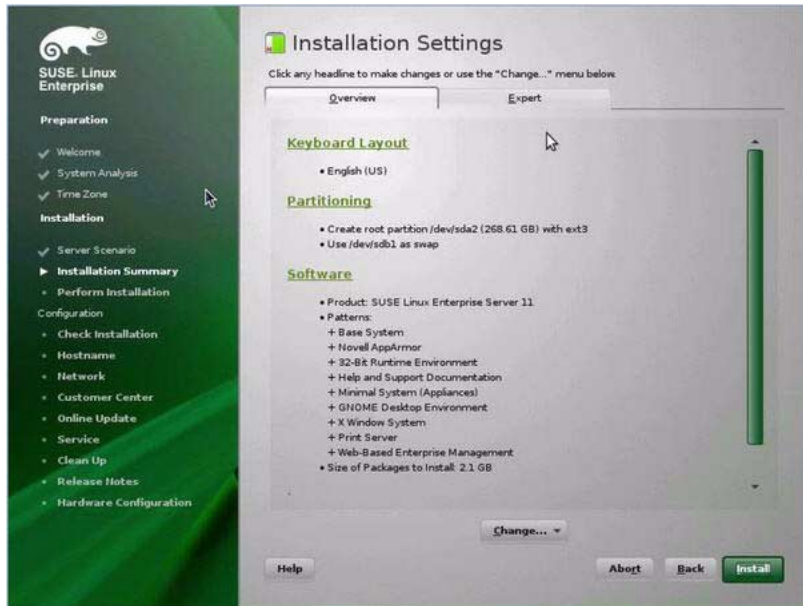 SUSE Linux
Enterprise
Preparation
Welcome
System Analysis
Time Zone
Installation
Server Scenario
Installation Summary
Perform Installation
Configuration
Check Installation
Hostname
Network
Customer Center
Online Update
Service
Clean Up
Release Notes
Hardware Configuration
Installation Settings
Click any headline to make changes or use the "Change..." menu below.
Overview
Expert
Keyboard Layout
• English (US)
Partitioning
• Create root partition /dev/sda2 (268.61 GB) with ext3
• Use /dev/sdb1 as swap
Software
• Product: SUSE Linux Enterprise Server 11
• Patterns:
+ Base System
+ Novell AppArmor
+ 32-Bit Runtime Environment
+ Help and Support Documentation
+ Minimal System (Appliances)
+ GNOME Desktop Environment
+ X Window System
+ Print Server
+ Web-Based Enterprise Management
• Size of Packages to Install: 2.1 GB
Change...
Help
Abort
Back
Install